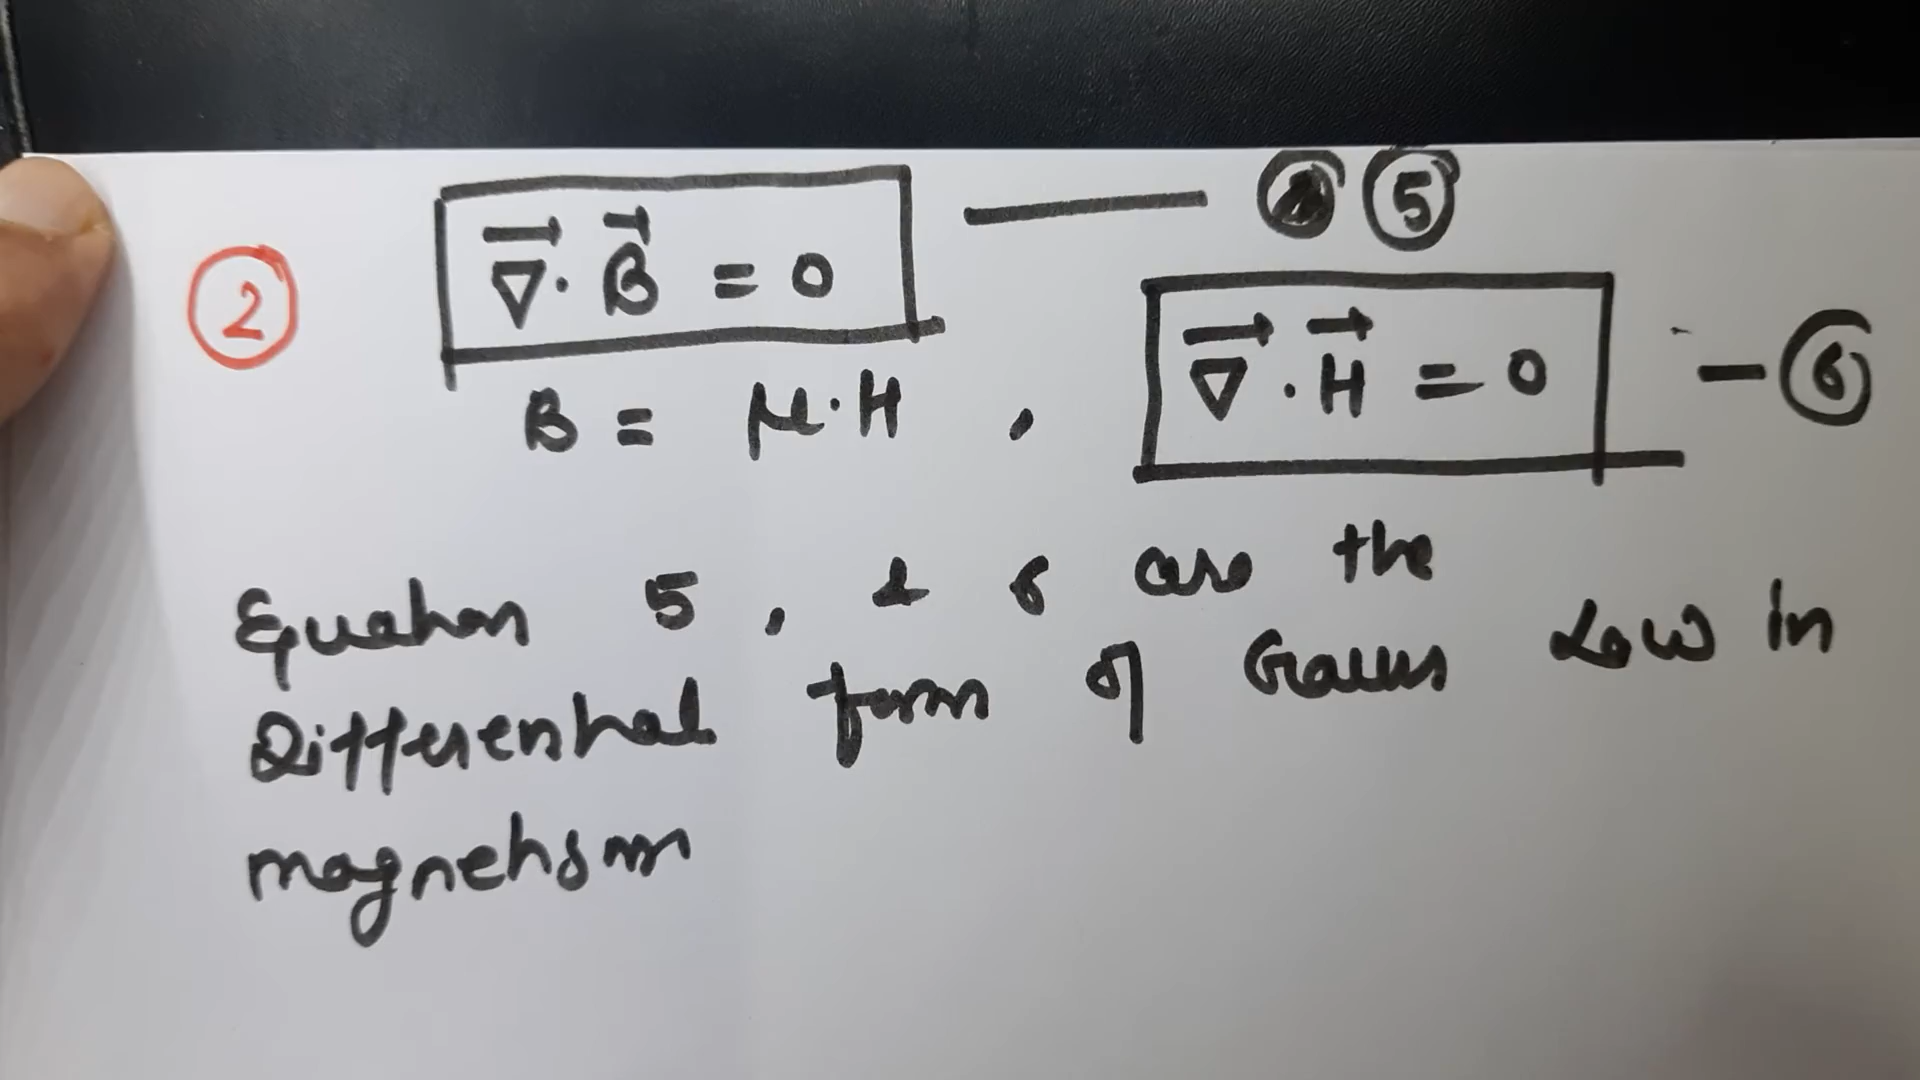 ② ∇⃗ · B⃗ = 0 —— ⑤
B = μ·H , ∇⃗ · H⃗ = 0 — ⑥
Equation 5, & 6 are the
Differential form of Gauss Law in
magnetism